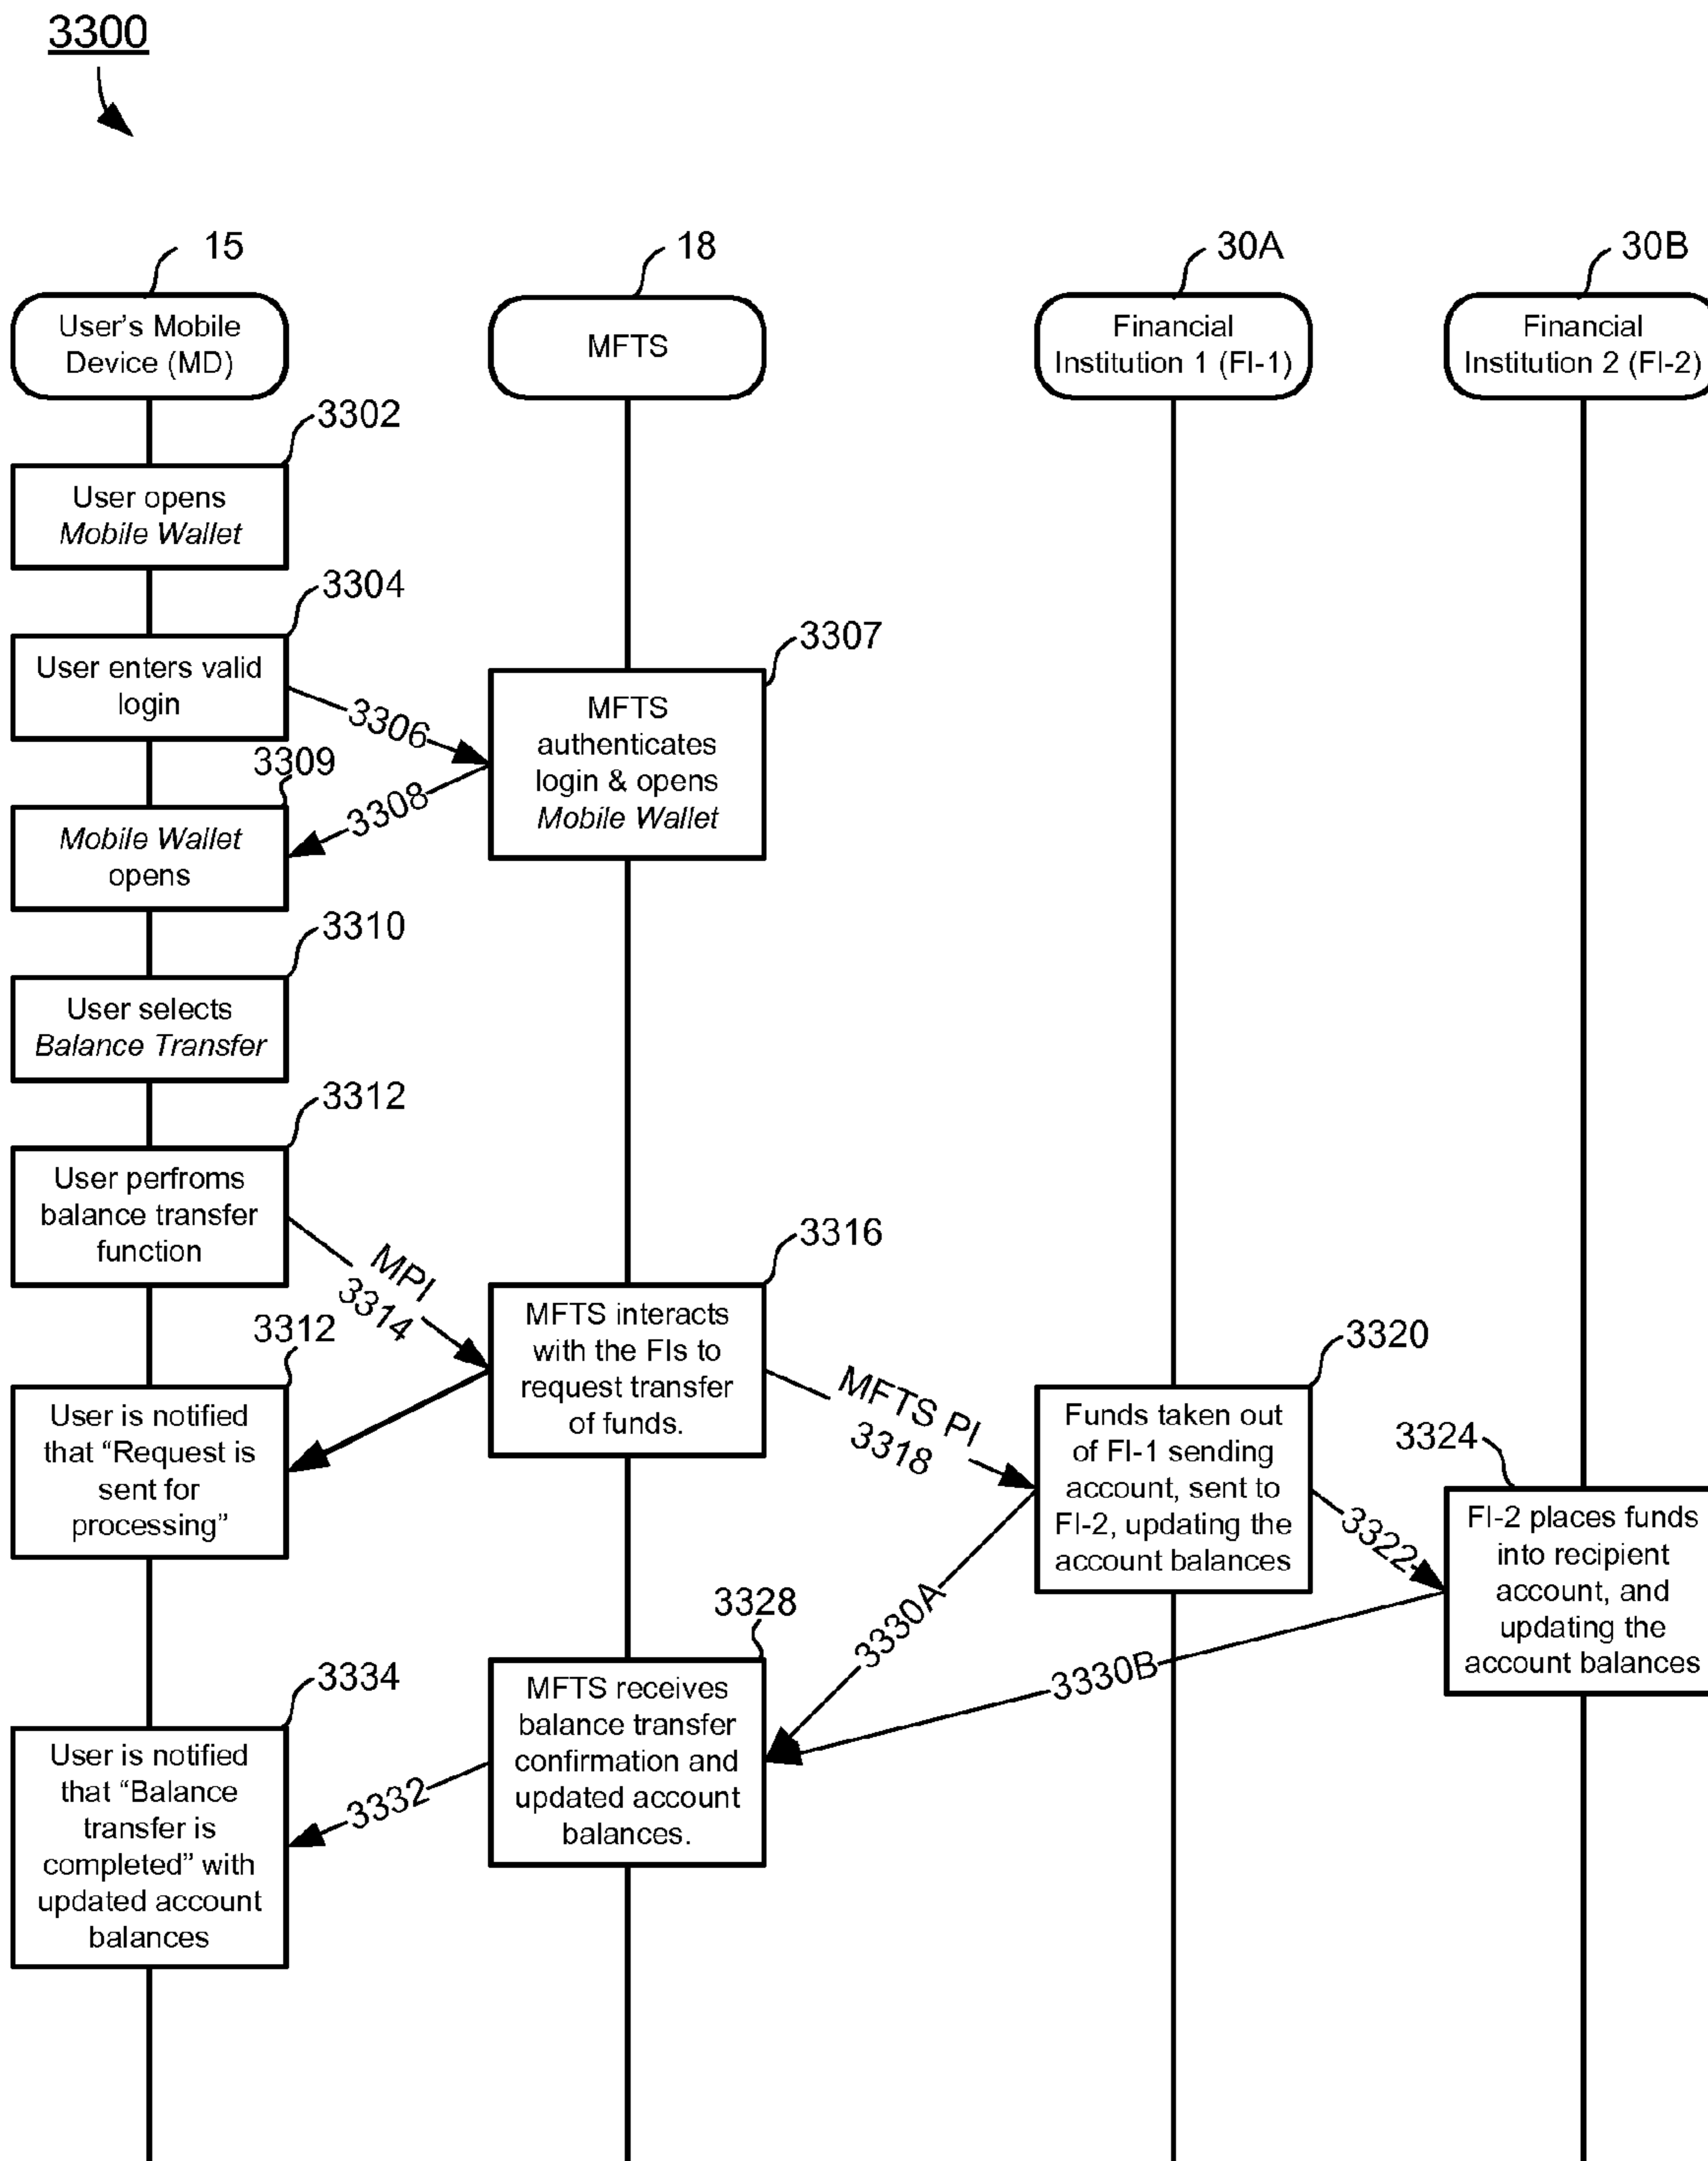 3300
15
18
30A
30B
User's Mobile
Device (MD)
MFTS
Financial
Institution 1 (FI-1)
Financial
Institution 2 (FI-2)
3302
User opens
Mobile Wallet
3304
User enters valid
login
3306
3307
MFTS
authenticates
login & opens
Mobile Wallet
3308
3309
Mobile Wallet
opens
3310
User selects
Balance Transfer
3312
User perfroms
balance transfer
function
MPI
3314
3316
MFTS interacts
with the FIs to
request transfer
of funds.
3312
User is notified
that “Request is
sent for
processing”
MFTS PI
3318
3320
Funds taken out
of FI-1 sending
account, sent to
FI-2, updating the
account balances
3322
3324
FI-2 places funds
into recipient
account, and
updating the
account balances
3330A
3330B
3328
MFTS receives
balance transfer
confirmation and
updated account
balances.
3332
3334
User is notified
that “Balance
transfer is
completed” with
updated account
balances